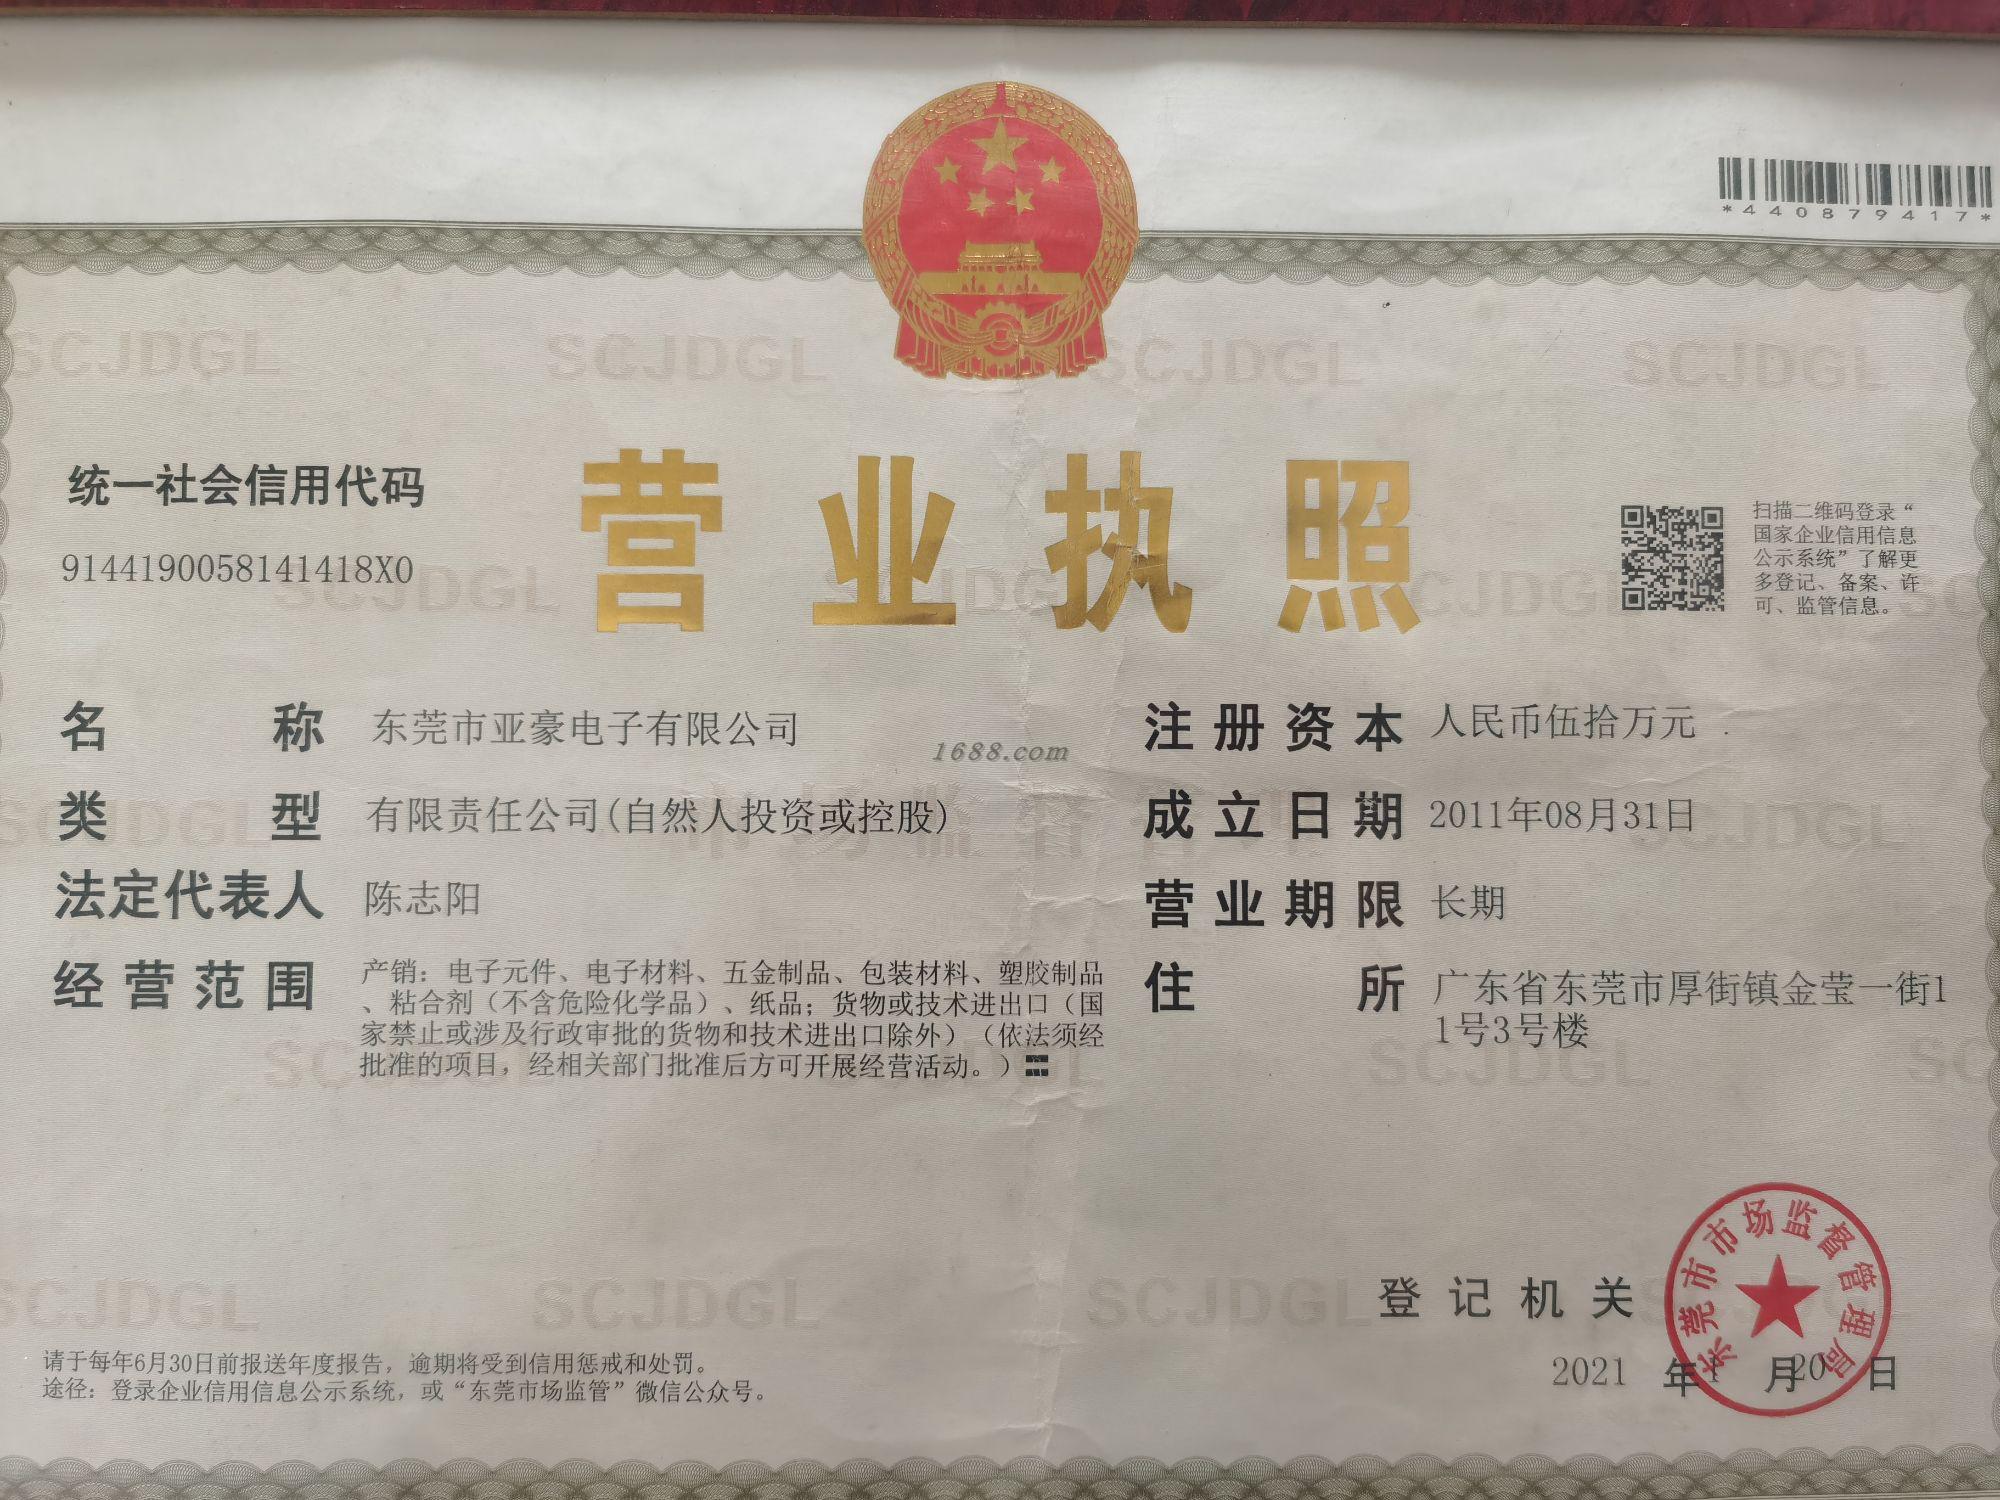 *440879417*
统一社会信用代码
9144190058141418X0
营业执照
扫描二维码登录“
国家企业信用信息
公示系统”了解更
多登记、备案、许
可、监管信息。
名称 东莞市亚豪电子有限公司
1688.com
类型 有限责任公司(自然人投资或控股)
法定代表人 陈志阳
经营范围 产销：电子元件、电子材料、五金制品、包装材料、塑胶制品
、粘合剂（不含危险化学品）、纸品；货物或技术进出口（国
家禁止或涉及行政审批的货物和技术进出口除外）（依法须经
批准的项目，经相关部门批准后方可开展经营活动。）
注册资本 人民币伍拾万元
成立日期 2011年08月31日
营业期限 长期
住所 广东省东莞市厚街镇金莹一街1
1号3号楼
登记机关
东莞市市场监督管理局
2021 年1 月20 日
请于每年6月30日前报送年度报告，逾期将受到信用惩戒和处罚。
途径：登录企业信用信息公示系统，或“东莞市场监管”微信公众号。
SCJDGL